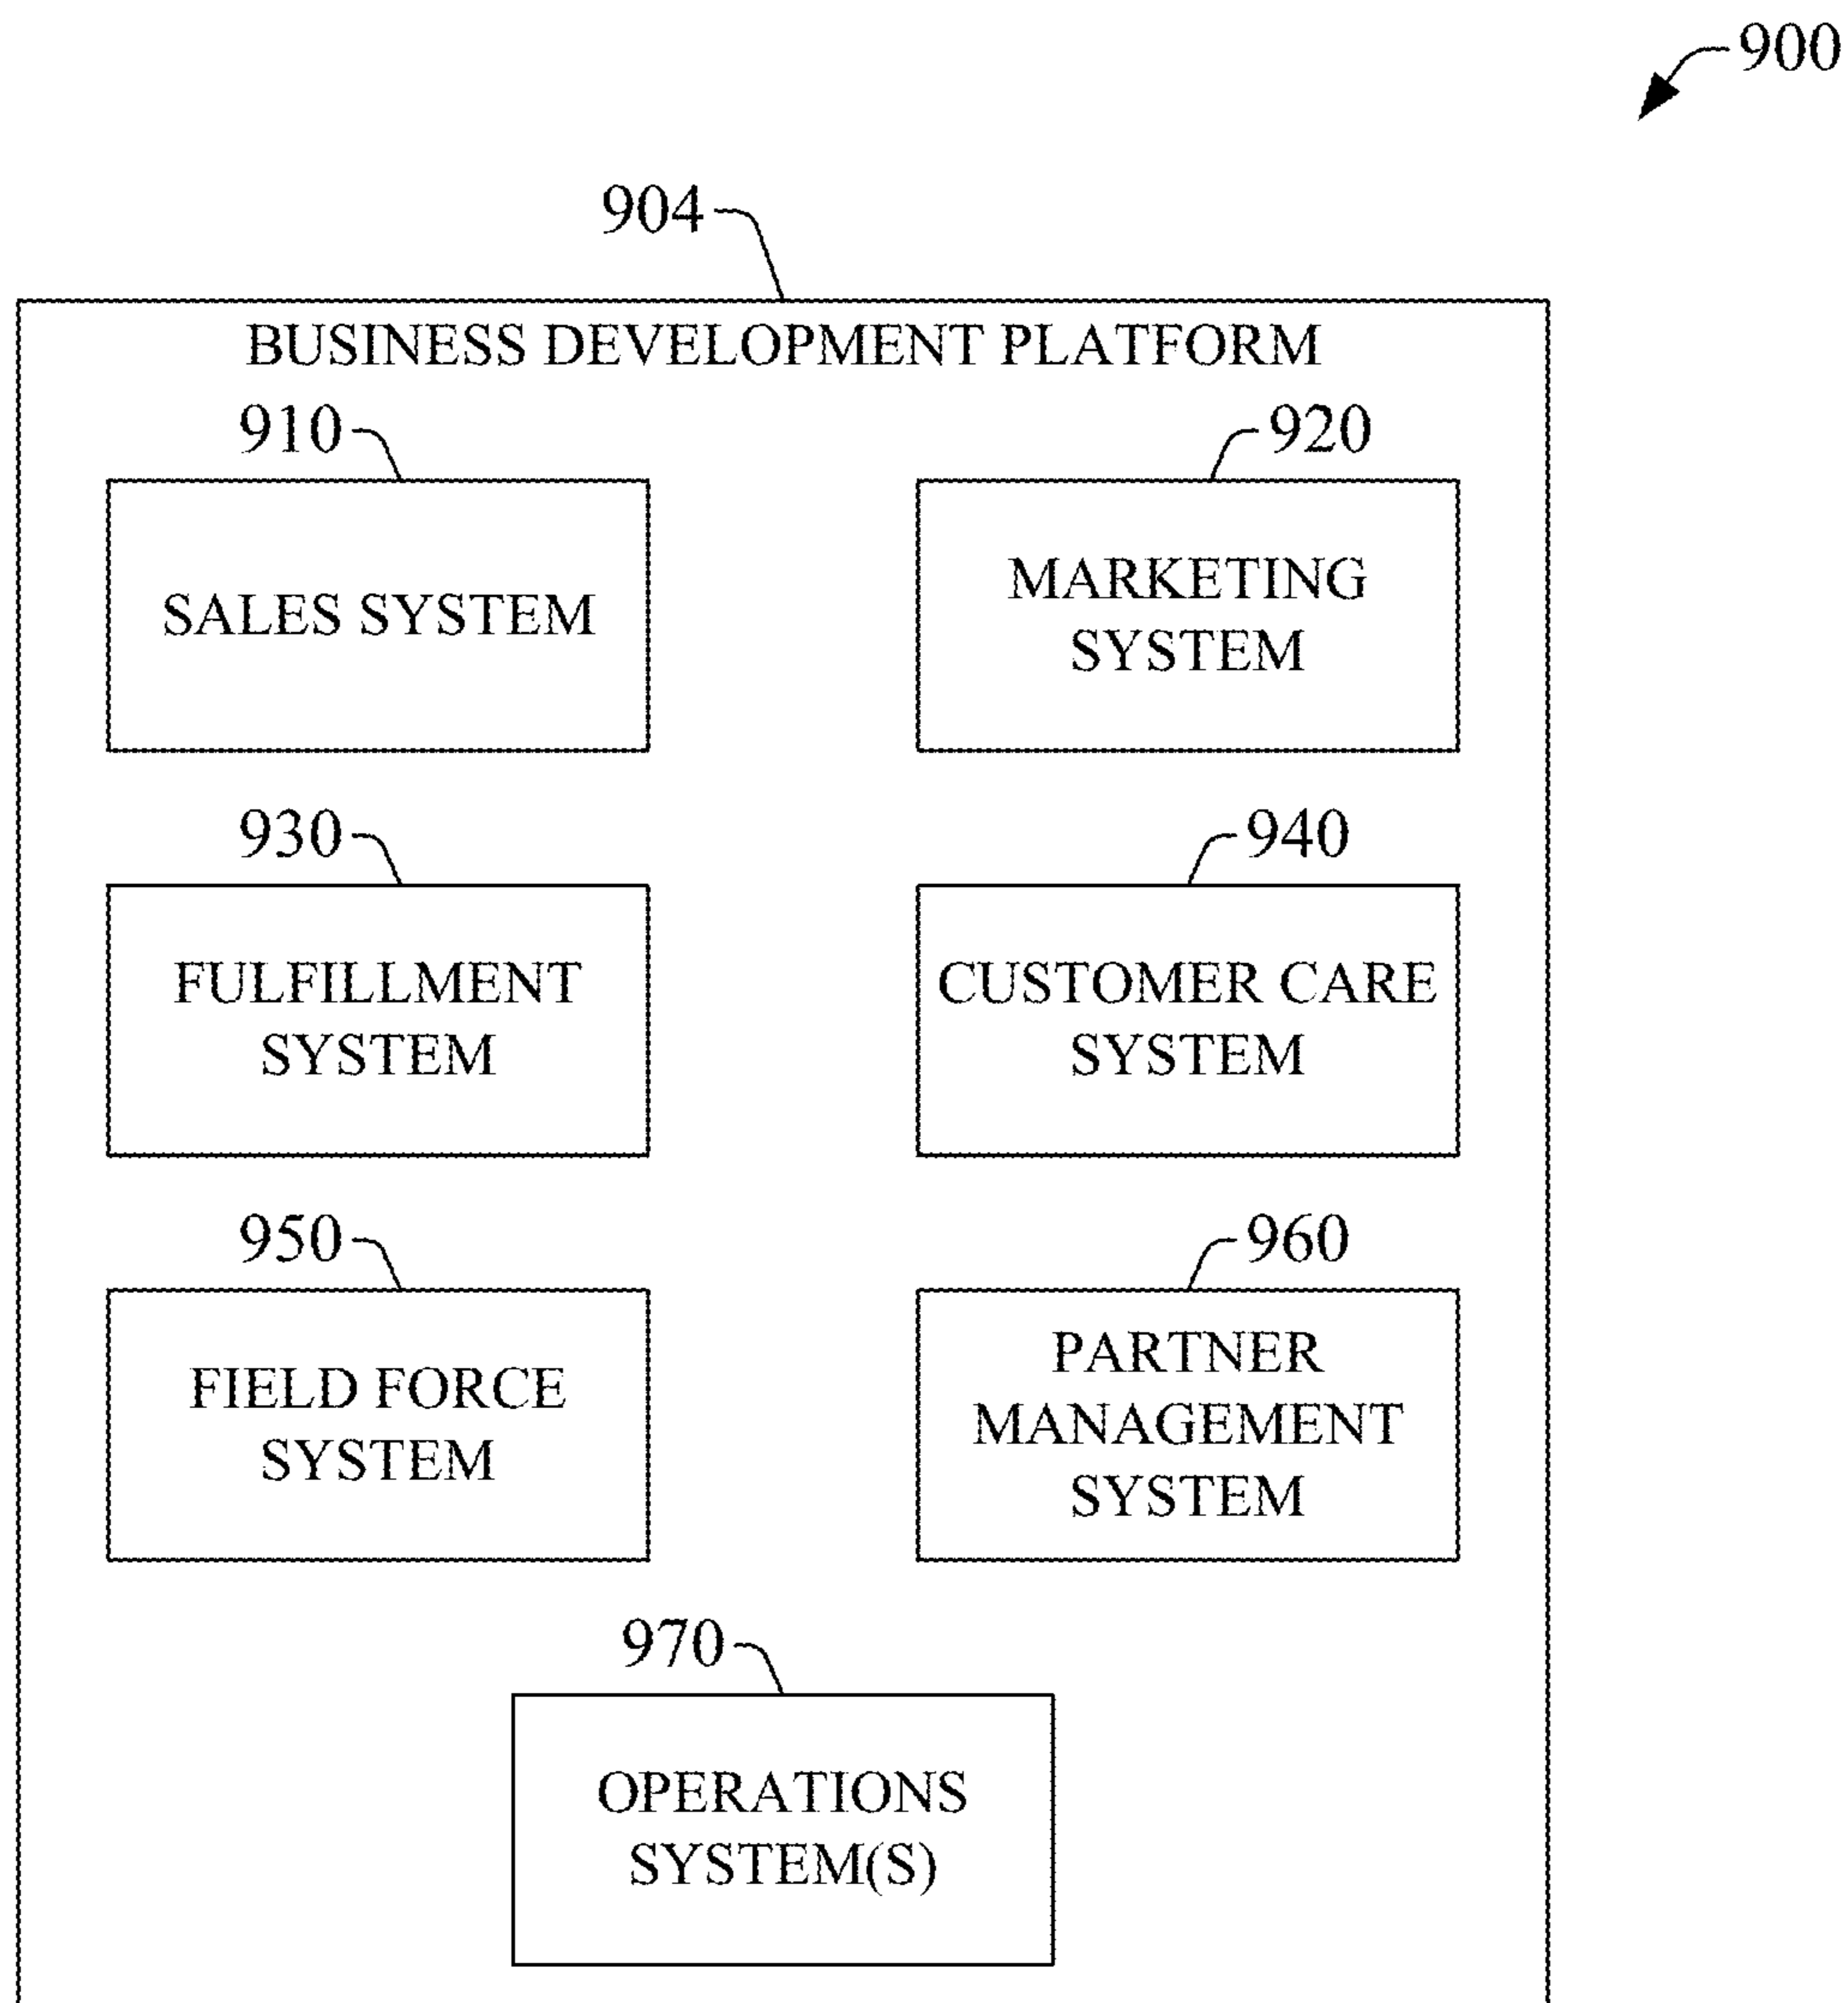 900
904
BUSINESS DEVELOPMENT PLATFORM
910
920
SALES SYSTEM
MARKETING
SYSTEM
930
940
FULFILLMENT
SYSTEM
CUSTOMER CARE
SYSTEM
950
960
FIELD FORCE
SYSTEM
PARTNER
MANAGEMENT
SYSTEM
970
OPERATIONS
SYSTEM(S)